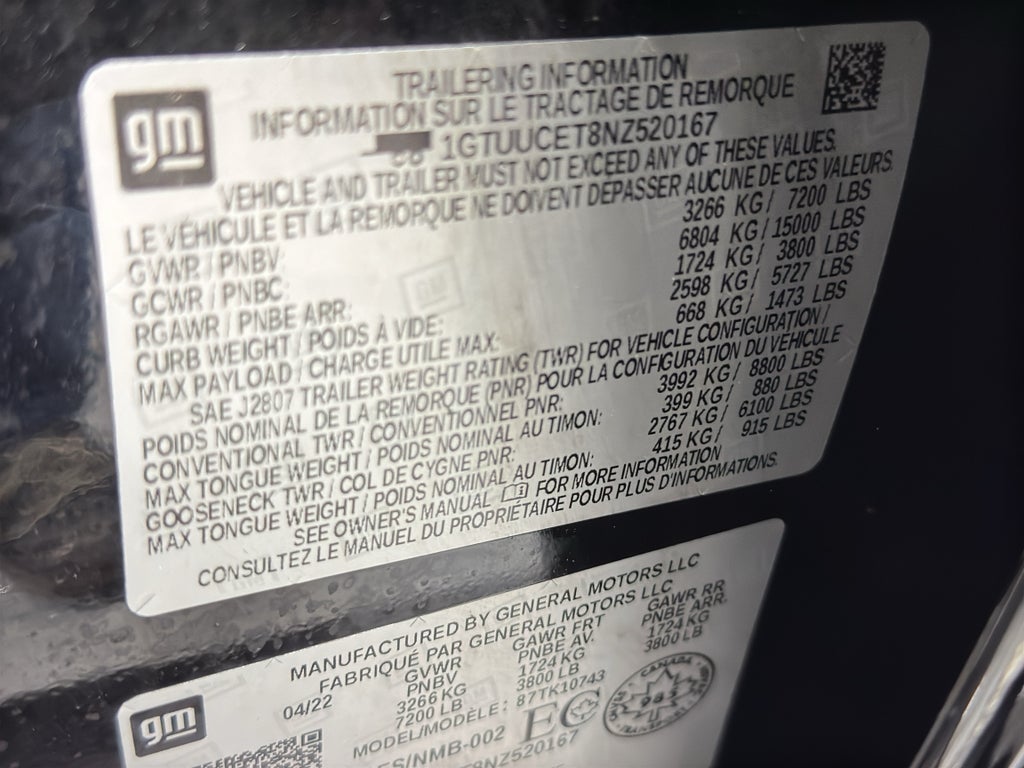 gm
TRAILERING INFORMATION
INFORMATION SUR LE TRACTAGE DE REMORQUE
1GTUUCET8NZ520167
VEHICLE AND TRAILER MUST NOT EXCEED ANY OF THESE VALUES.
LE VÉHICULE ET LA REMORPQUE NE DOIVENT DEPASSER AUCUNE DE CES VALEURS.
GVWR / PNBV: 3266 KG / 7200 LBS
GCWR / PNBC: 6804 KG / 15000 LBS
RGAWR / PNBE ARR: 1724 KG / 3800 LBS
CURB WEIGHT / POIDS À VIDE: 2598 KG / 5727 LBS
MAX PAYLOAD / CHARGE UTILE MAX: 668 KG / 1473 LBS
SAE J2807 TRAILER WEIGHT RATING (TWR) FOR VEHICLE CONFIGURATION /
POIDS NOMINAL DE LA REMORQUE (PNR) POUR LA CONFIGURATION DU VÉHICULE
CONVENTIONAL TWR / CONVENTIONNEL PNR: 3992 KG / 8800 LBS
MAX TONGUE WEIGHT / POIDS NOMINAL AU TIMON: 399 KG / 880 LBS
GOOSENECK TWR / COL DE CYGNE PNR: 2767 KG / 6100 LBS
MAX TONGUE WEIGHT / POIDS NOMINAL AU TIMON: 415 KG / 915 LBS
SEE OWNER'S MANUAL FOR MORE INFORMATION
CONSULTEZ LE MANUEL DU PROPRIÉTAIRE POUR PLUS D'INFORMATIONS.
gm
MANUFACTURED BY GENERAL MOTORS LLC
FABRIQUÉ PAR GENERAL MOTORS LLC
04/22 GVWR GAWR FRT GAWR RR
PNBV PNBE AV. PNBE ARR.
3266 KG 1724 KG 1724 KG
7200 LB 3800 LB 3800 LB
MODEL/MODÈLE: 87TK10743
ES/NMB-002 EC
T8NZ520167
CANADA
985